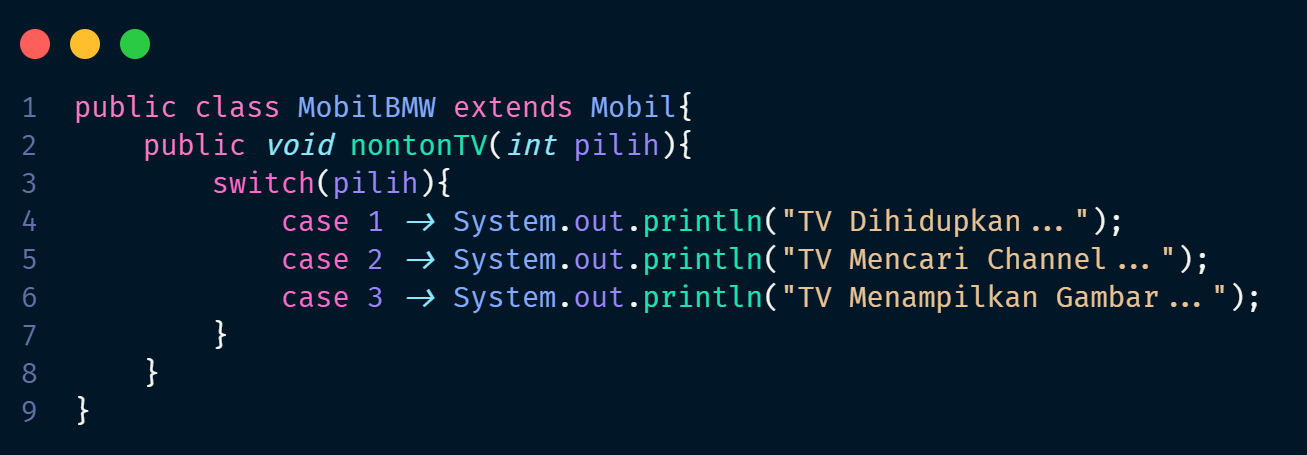 1 public class MobilBMW extends Mobil{
2     public void nontonTV(int pilih){
3         switch(pilih){
4             case 1 -> System.out.println("TV Dihidupkan...");
5             case 2 -> System.out.println("TV Mencari Channel...");
6             case 3 -> System.out.println("TV Menampilkan Gambar...");
7         }
8     }
9 }